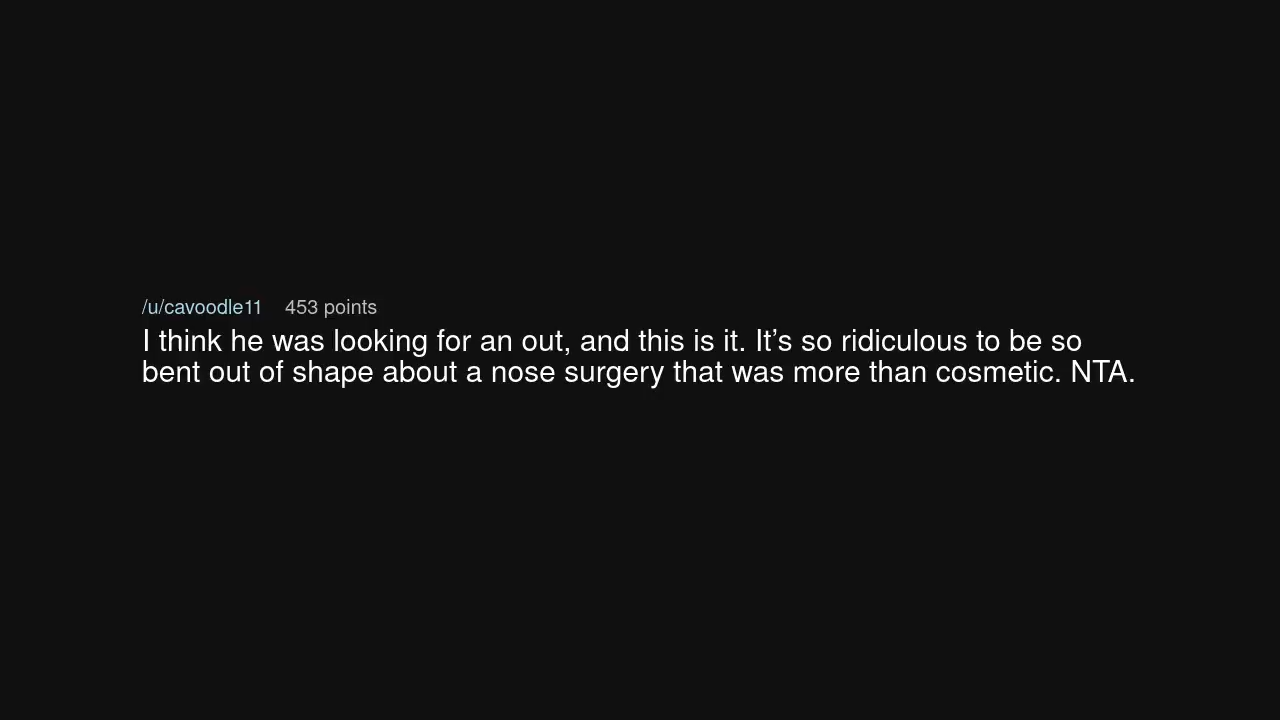 /u/cavoodle11 453 points
I think he was looking for an out, and this is it. It’s so ridiculous to be so
bent out of shape about a nose surgery that was more than cosmetic. NTA.